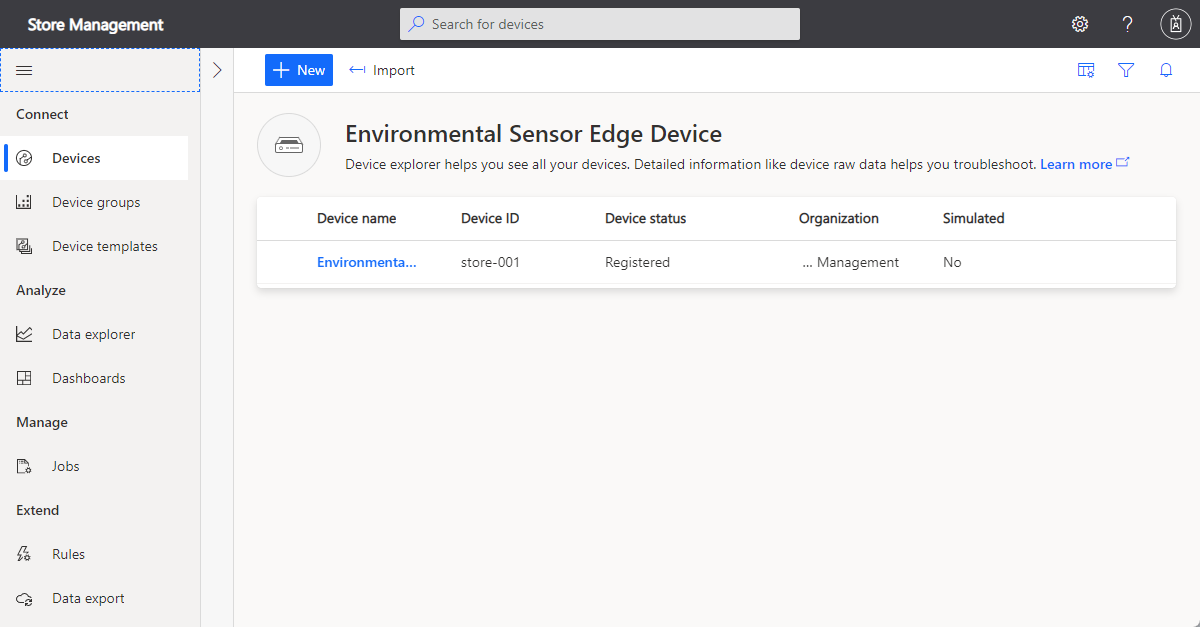 Store Management
Search for devices
?
New
Import
Connect
Devices
Device groups
Device templates
Analyze
Data explorer
Dashboards
Manage
Jobs
Extend
Rules
Data export
Environmental Sensor Edge Device
Device explorer helps you see all your devices. Detailed information like device raw data helps you troubleshoot. Learn more
Device name Device ID Device status Organization Simulated
Environmenta... store-001 Registered ... Management No